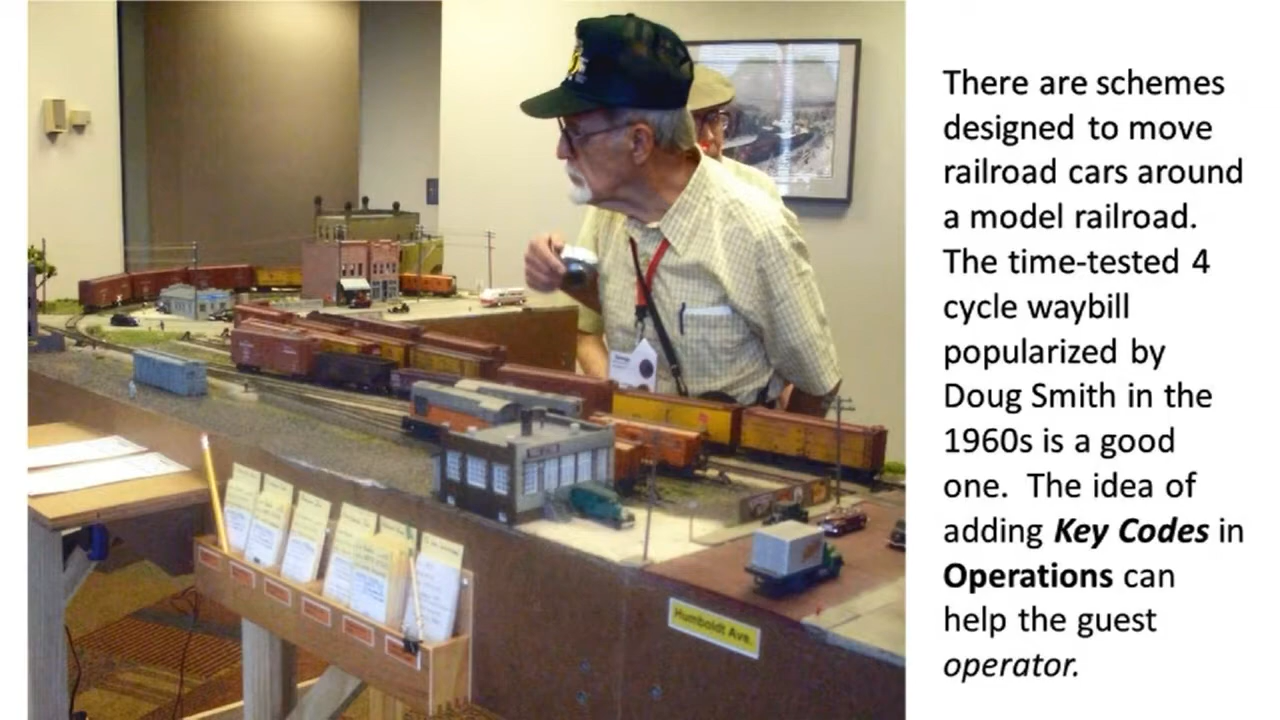 There are schemes
designed to move
railroad cars around
a model railroad.
The time-tested 4
cycle waybill
popularized by
Doug Smith in the
1960s is a good
one. The idea of
adding Key Codes in
Operations can
help the guest
operator.
Humboldt Ave.